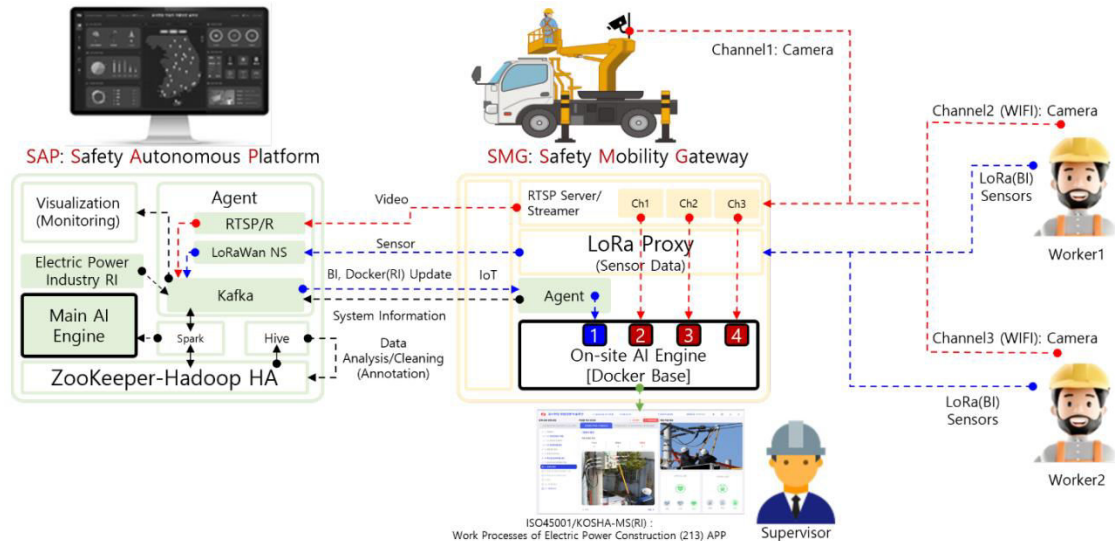 Channel1: Camera
Channel2 (WIFI): Camera
SAP: Safety Autonomous Platform
SMG: Safety Mobility Gateway
LoRa(BI)
Sensors
Worker1
Visualization
(Monitoring)
Agent
RTSP/R
LoRaWan NS
Electric Power
Industry RI
Kafka
Main AI
Engine
Spark
Hive
ZooKeeper-Hadoop HA
Video
Sensor
BI, Docker(RI) Update
System Information
Data
Analysis/Cleaning
(Annotation)
IoT
RTSP Server/
Streamer
Ch1
Ch2
Ch3
LoRa Proxy
(Sensor Data)
Agent
1
2
3
4
On-site AI Engine
[Docker Base]
Channel3 (WIFI): Camera
LoRa(BI)
Sensors
Worker2
ISO45001/KOSHA-MS(RI) :
Work Processes of Electric Power Construction (213) APP
Supervisor